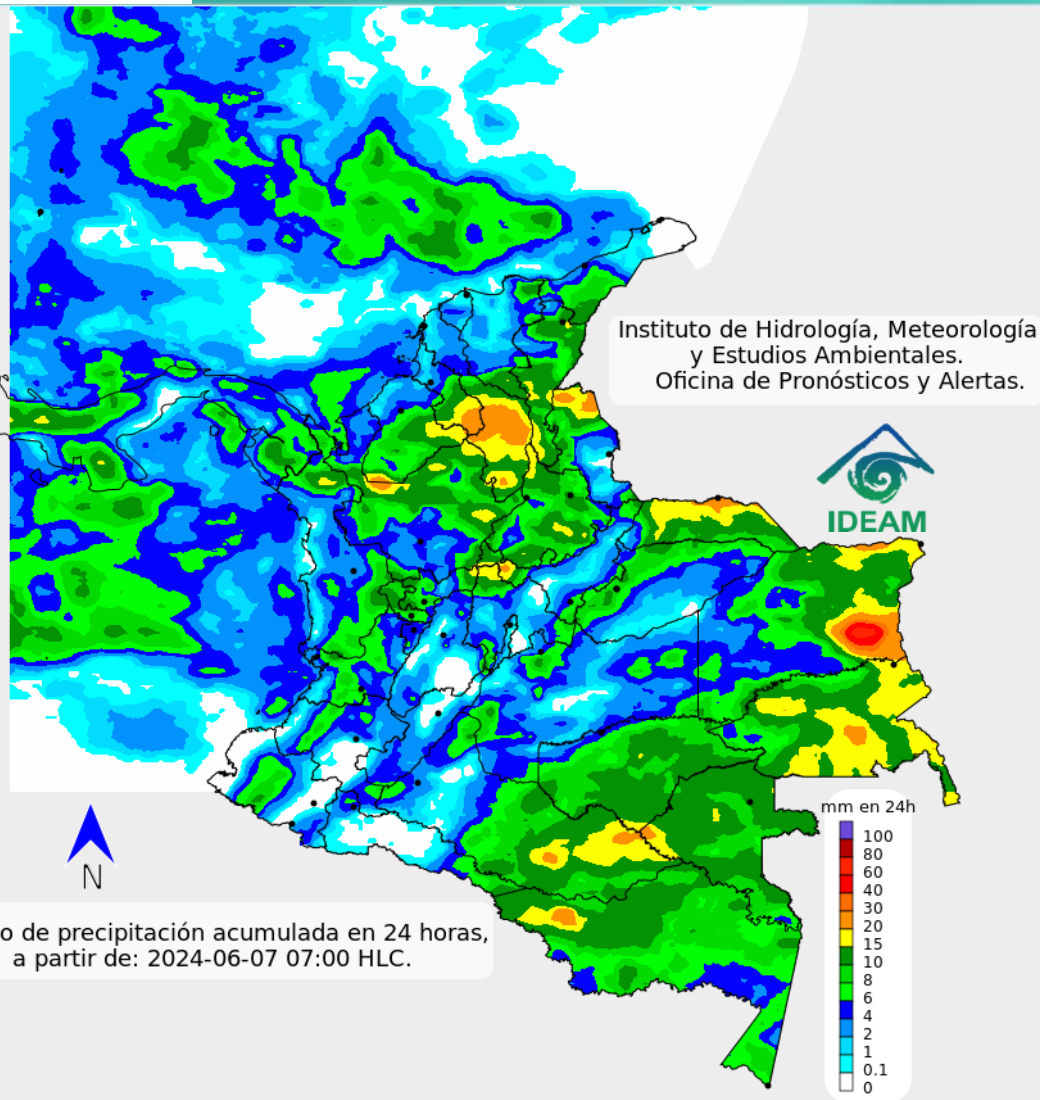 Instituto de Hidrología, Meteorología
y Estudios Ambientales.
Oficina de Pronósticos y Alertas.
IDEAM
mm en 24h
100
80
60
40
30
20
15
10
8
6
4
2
1
0.1
0
N
o de precipitación acumulada en 24 horas,
a partir de: 2024-06-07 07:00 HLC.